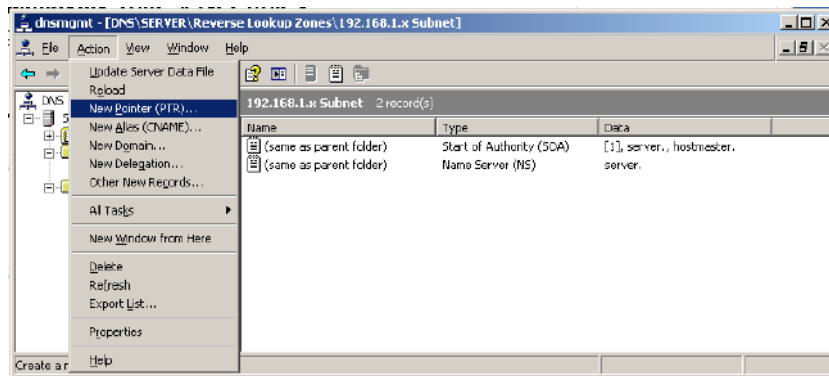 dnsmgmt - [DNS\SERVER\Reverse Lookup Zones\192.168.1.x Subnet]
File Action View Window Help
Update Server Data File
Reload
New Pointer (PTR)...
New Alias (CNAME)...
New Domain...
New Delegation...
Other New Records...
All Tasks
New Window from Here
Delete
Refresh
Export List...
Properties
Help
DNS
192.168.1.x Subnet 2 record(s)
Name Type Data
(same as parent folder) Start of Authority (SOA) [1], server., hostmaster.
(same as parent folder) Name Server (NS) server.
Create a r